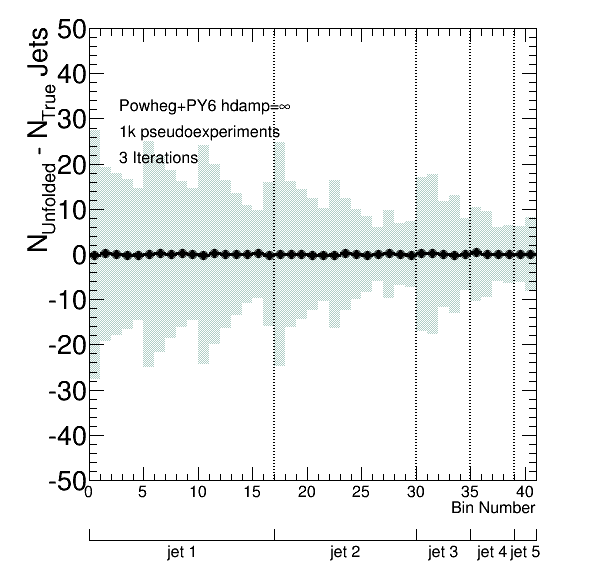 N_Unfolded - N_True Jets
50
40
30
20
10
0
-10
-20
-30
-40
-50
Powheg+PY6 hdamp=∞
1k pseudoexperiments
3 Iterations
0 5 10 15 20 25 30 35 40
Bin Number
jet 1 jet 2 jet 3 jet 4 jet 5